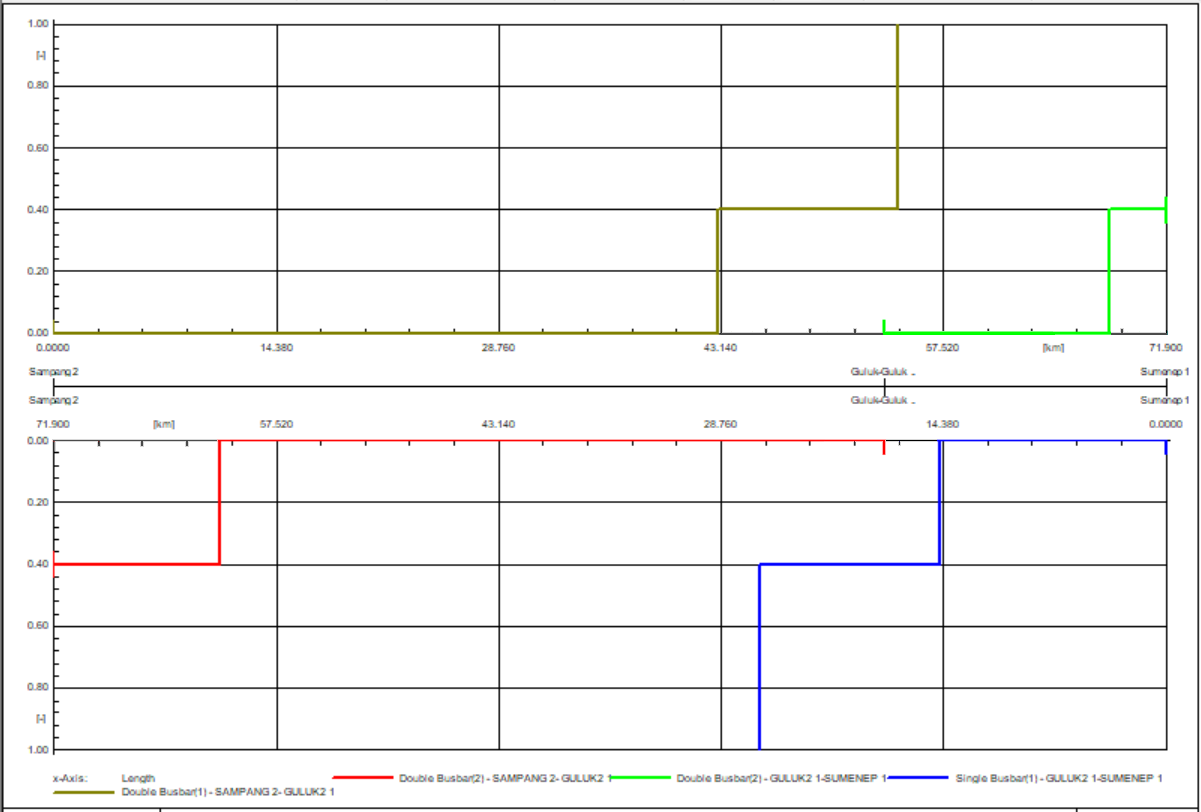 1.00
[-]
0.80
0.60
0.40
0.20
0.00
0.0000 14.380 28.760 43.140 57.520 [km] 71.900
Sampang 2 Guluk-Guluk .. Sumenep 1
Sampang 2 Guluk-Guluk .. Sumenep 1
71.900 [km] 57.520 43.140 28.760 14.380 0.0000
0.00
0.20
0.40
0.60
0.80
[-]
1.00
x-Axis: Length Double Busbar(2) - SAMPANG 2- GULUK2 1 Double Busbar(2) - GULUK2 1-SUMENEP 1 Single Busbar(1) - GULUK2 1-SUMENEP 1
Double Busbar(1) - SAMPANG 2- GULUK2 1